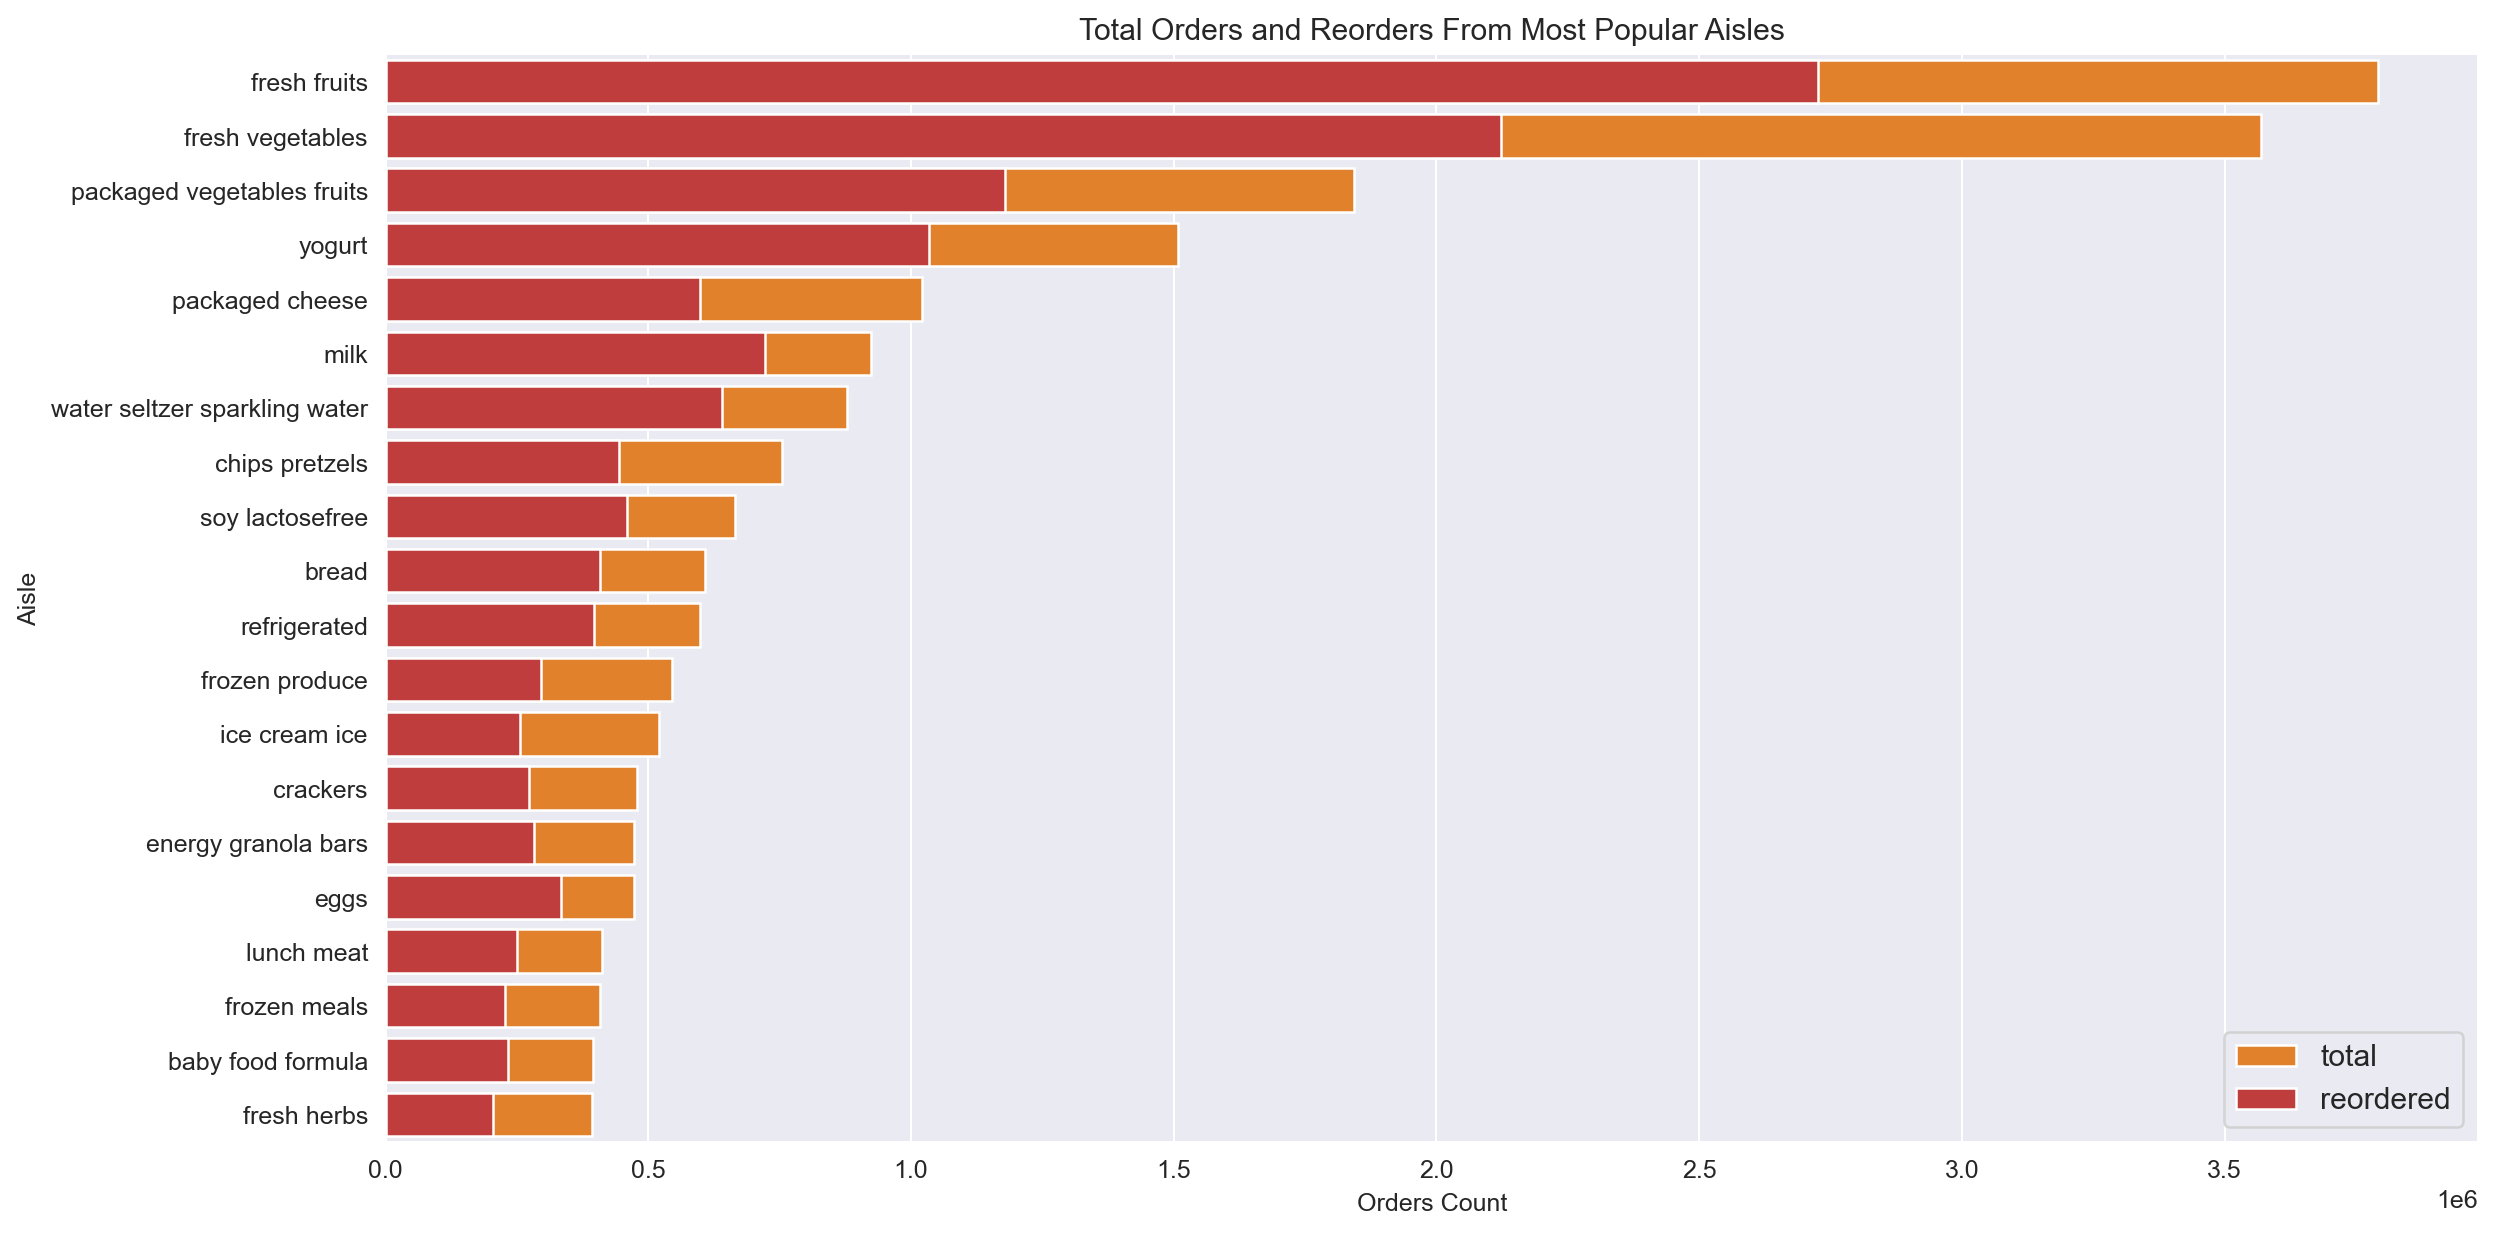 Total Orders and Reorders From Most Popular Aisles
fresh fruits
fresh vegetables
packaged vegetables fruits
yogurt
packaged cheese
milk
water seltzer sparkling water
chips pretzels
soy lactosefree
bread
refrigerated
frozen produce
ice cream ice
crackers
energy granola bars
eggs
lunch meat
frozen meals
baby food formula
fresh herbs
Aisle
total
reordered
0.0 0.5 1.0 1.5 2.0 2.5 3.0 3.5
Orders Count
1e6